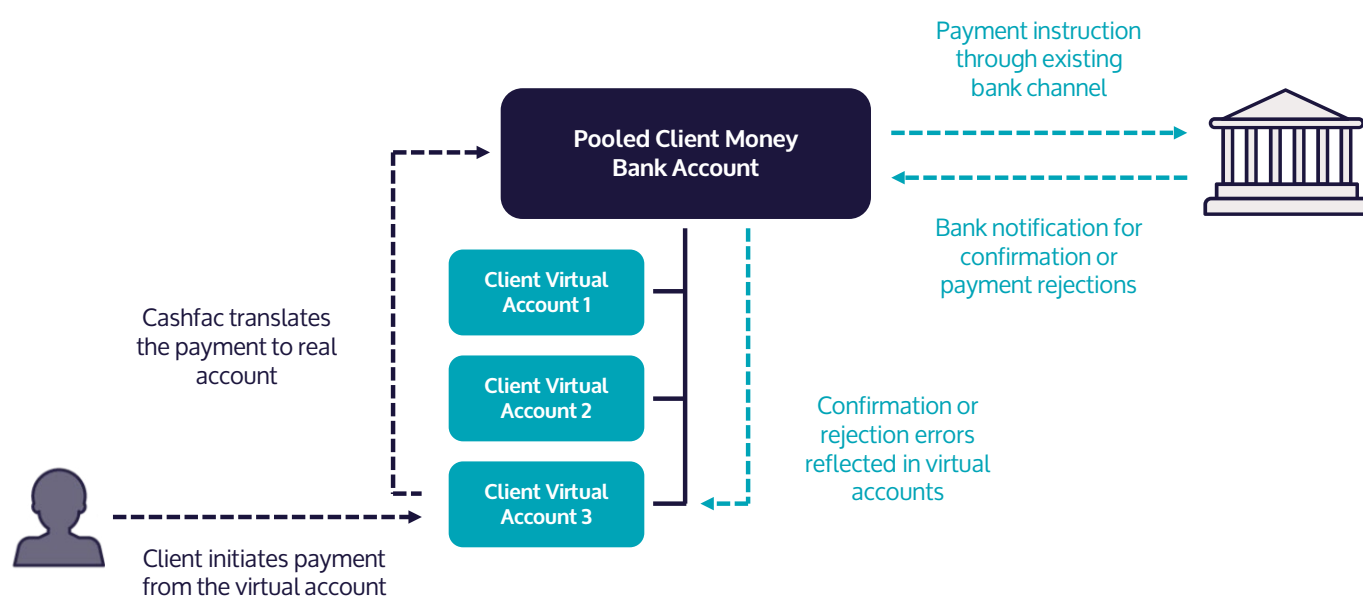 Payment instruction
through existing
bank channel
Pooled Client Money
Bank Account
Bank notification for
confirmation or
payment rejections
Client Virtual
Account 1
Cashfac translates
the payment to real
account
Client Virtual
Account 2
Confirmation or
rejection errors
reflected in virtual
accounts
Client Virtual
Account 3
Client initiates payment
from the virtual account